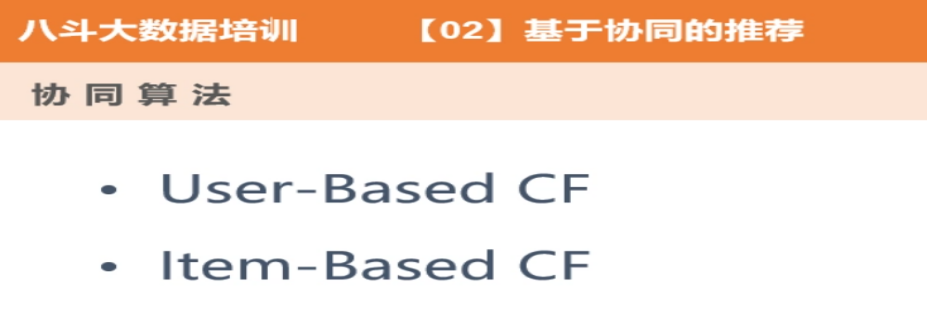 八斗大数据培训 【02】基于协同的推荐
协同算法
• User-Based CF
• Item-Based CF